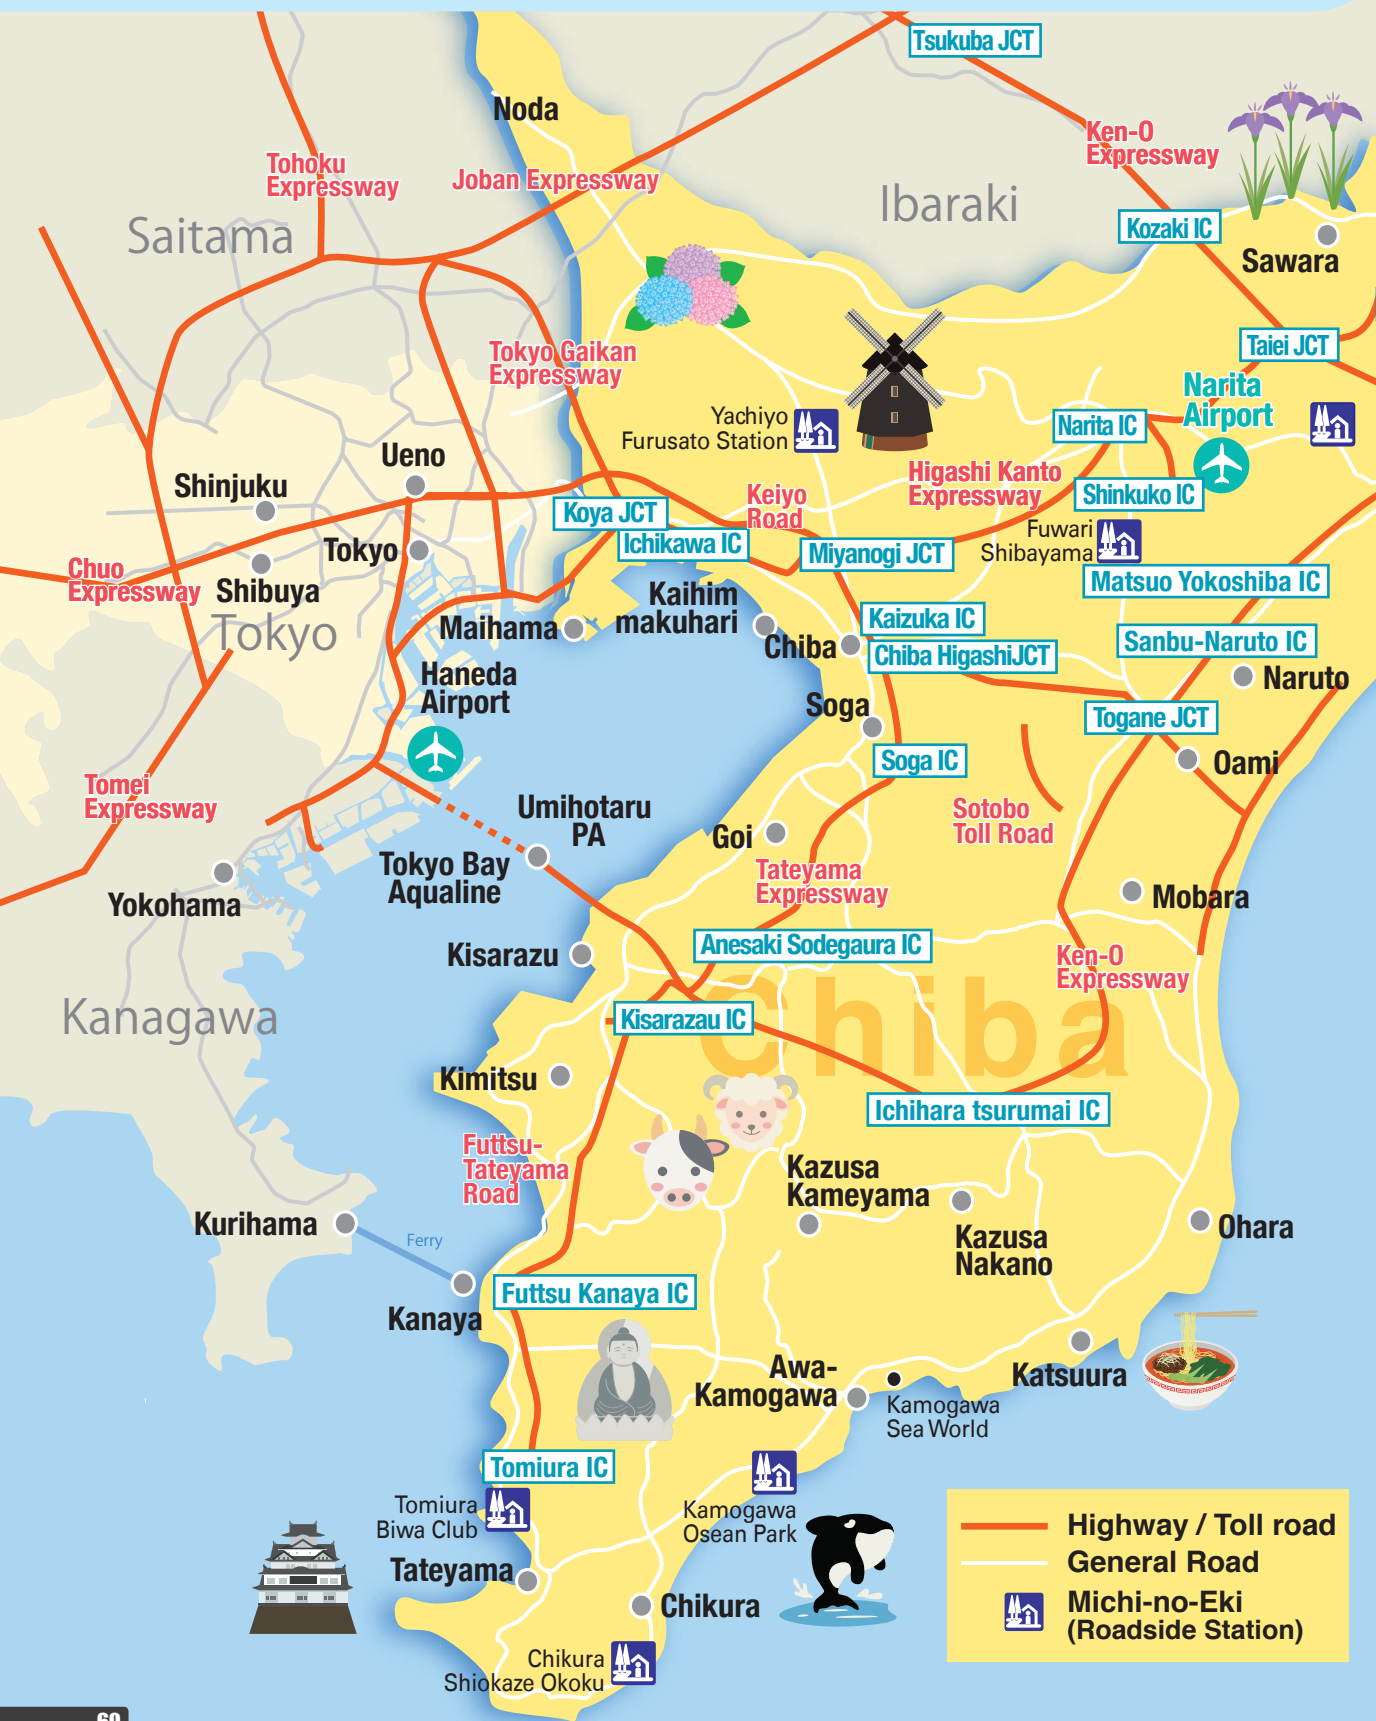 Tsukuba JCT
Noda
Ken-O
Expressway
Tohoku
Expressway
Joban Expressway
Ibaraki
Saitama
Kozaki IC
Sawara
Taiei JCT
Tokyo Gaikan
Expressway
Narita
Airport
Yachiyo
Furusato Station
Narita IC
Ueno
Shinjuku
Higashi Kanto
Expressway
Shinkuko IC
Keiyo
Road
Koya JCT
Fuwari
Shibayama
Tokyo
Ichikawa IC
Miyanogi JCT
Chuo
Expressway
Shibuya
Matsuo Yokoshiba IC
Kaihim
makuhari
Tokyo
Maihama
Kaizuka IC
Chiba
Chiba HigashiJCT
Sanbu-Naruto IC
Naruto
Haneda
Airport
Soga
Togane JCT
Soga IC
Oami
Tomei
Expressway
Umihotaru
PA
Sotobo
Toll Road
Goi
Tokyo Bay
Aqualine
Tateyama
Expressway
Yokohama
Mobara
Kisarazu
Anesaki Sodegaura IC
Ken-O
Expressway
Kanagawa
Kisarazau IC
Chiba
Kimitsu
Ichihara tsurumai IC
Futtsu-
Tateyama
Road
Kazusa
Kameyama
Kurihama
Ferry
Kazusa
Nakano
Ohara
Futtsu Kanaya IC
Kanaya
Awa-
Kamogawa
Katsuura
Kamogawa
Sea World
Tomiura IC
Tomiura
Biwa Club
Kamogawa
Osean Park
Tateyama
Chikura
Chikura
Shiokaze Okoku
Highway / Toll road
General Road
Michi-no-Eki
(Roadside Station)